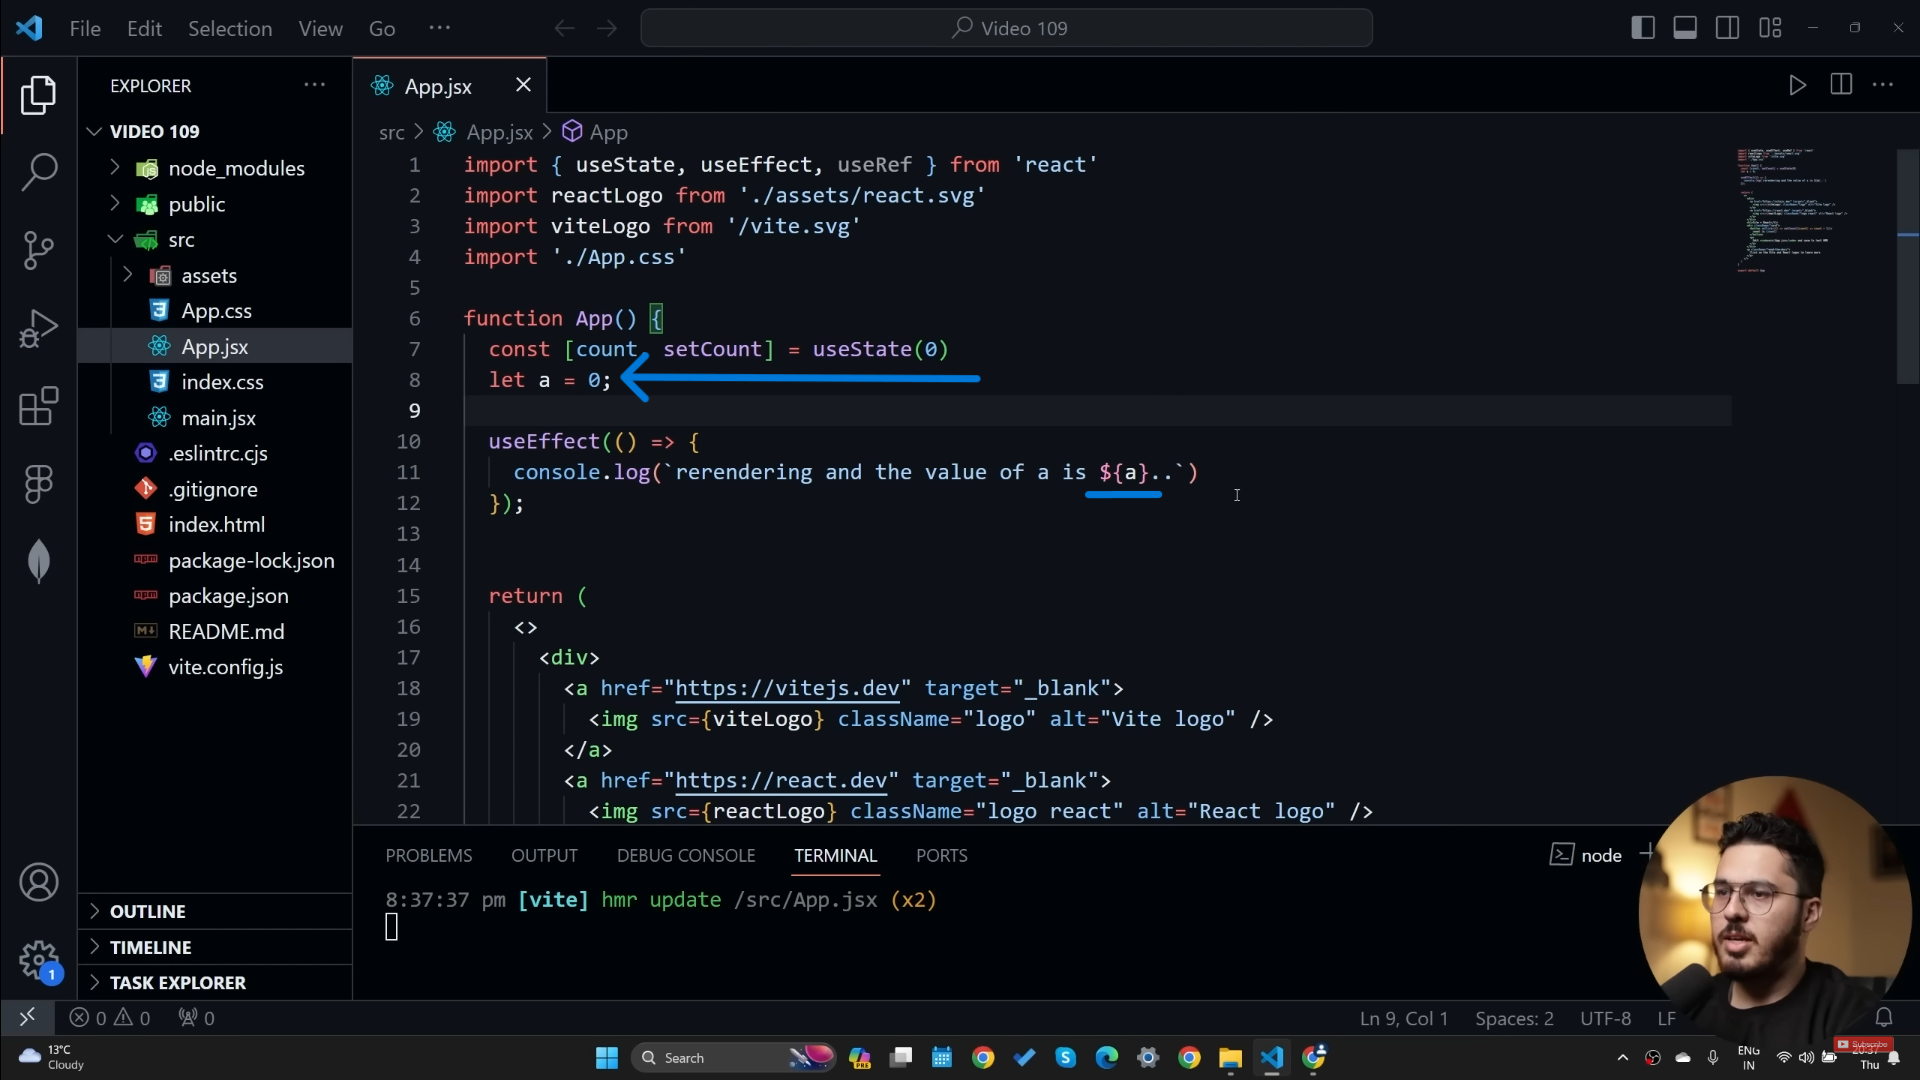 File Edit Selection View Go ···
Video 109
EXPLORER ···
VIDEO 109
node_modules
public
src
assets
App.css
App.jsx
index.css
main.jsx
.eslintrc.cjs
.gitignore
index.html
package-lock.json
package.json
README.md
vite.config.js
OUTLINE
TIMELINE
TASK EXPLORER
1
App.jsx
src > App.jsx > App
1 import { useState, useEffect, useRef } from 'react'
2 import reactLogo from './assets/react.svg'
3 import viteLogo from '/vite.svg'
4 import './App.css'
5
6 function App() {
7 const [count, setCount] = useState(0)
8 let a = 0;
9
10 useEffect(() => {
11 console.log(`rerendering and the value of a is ${a}..`)
12 });
13
14
15 return (
16 <>
17 <div>
18 <a href="https://vitejs.dev" target="_blank">
19 <img src={viteLogo} className="logo" alt="Vite logo" />
20 </a>
21 <a href="https://react.dev" target="_blank">
22 <img src={reactLogo} className="logo react" alt="React logo" />
PROBLEMS OUTPUT DEBUG CONSOLE TERMINAL PORTS
node
8:37:37 pm [vite] hmr update /src/App.jsx (x2)
0 0 0
Ln 9, Col 1 Spaces: 2 UTF-8 LF
13°C
Cloudy
Search
PRE
ENG
IN
Subscribe
20:37
Thu